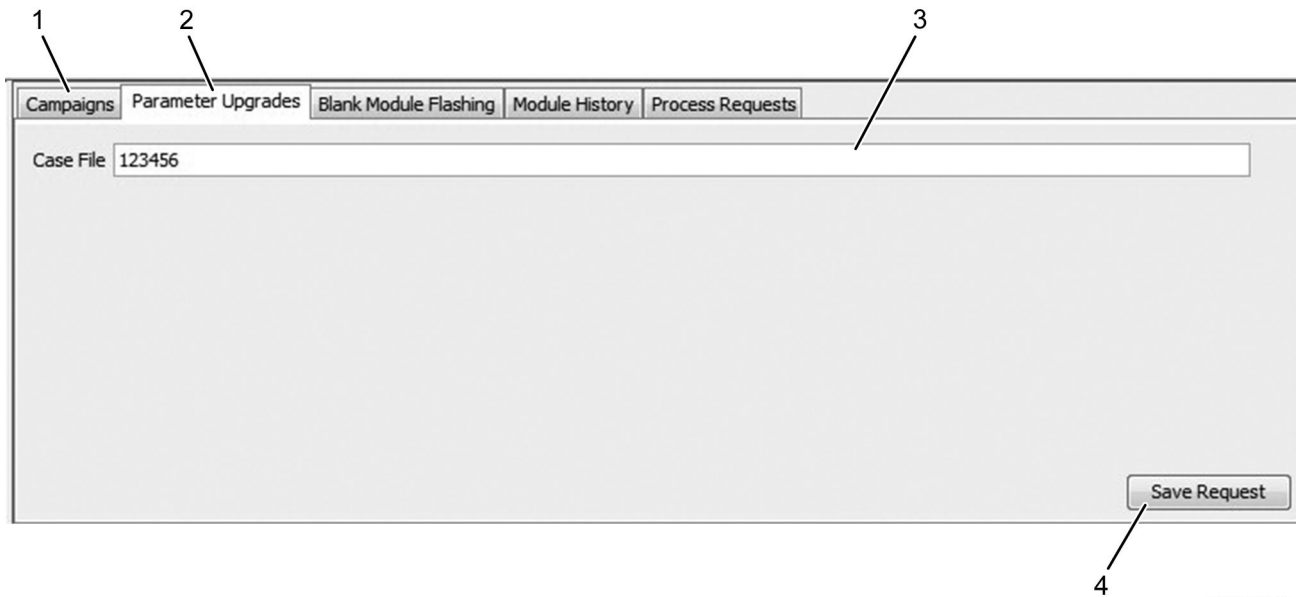 1 2 3
Campaigns Parameter Upgrades Blank Module Flashing Module History Process Requests
Case File 123456
Save Request
4